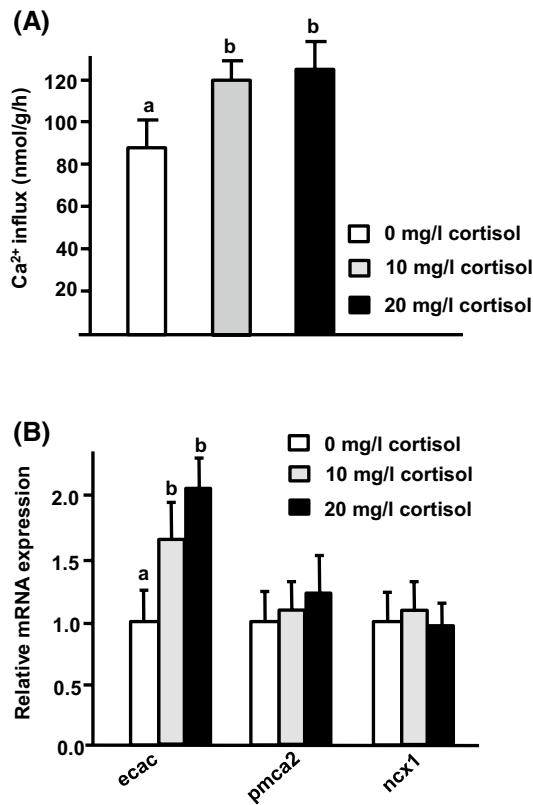 (A)
b
b
a
120
100
80
60
40
20
Ca²⁺ influx (nmol/g/h)
0 mg/l cortisol
10 mg/l cortisol
20 mg/l cortisol
(B)
0 mg/l cortisol
10 mg/l cortisol
20 mg/l cortisol
b
b
a
2.0
1.5
1.0
0.5
0.0
Relative mRNA expression
ecac
pmca2
ncx1